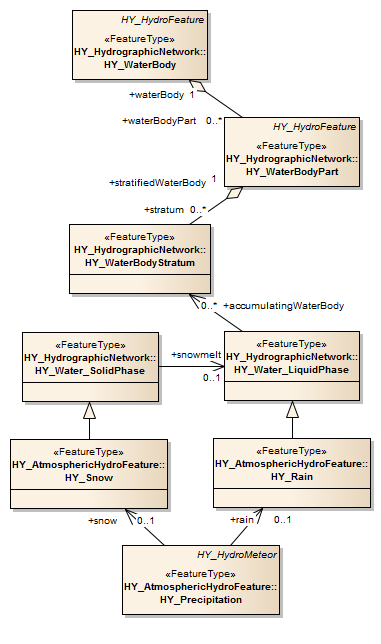 HY_HydroFeature
«FeatureType»
HY_HydrographicNetwork::
HY_WaterBody
+waterBody 1
+waterBodyPart 0..*
HY_HydroFeature
«FeatureType»
HY_HydrographicNetwork::
HY_WaterBodyPart
+stratifiedWaterBody 1
+stratum 0..*
«FeatureType»
HY_HydrographicNetwork::
HY_WaterBodyStratum
0..* +accumulatingWaterBody
«FeatureType»
HY_HydrographicNetwork::
HY_Water_SolidPhase
+snowmelt
0..1
«FeatureType»
HY_HydrographicNetwork::
HY_Water_LiquidPhase
«FeatureType»
HY_AtmosphericHydroFeature::
HY_Snow
«FeatureType»
HY_AtmosphericHydroFeature::
HY_Rain
+snow 0..1
+rain 0..1
HY_HydroMeteor
«FeatureType»
HY_AtmosphericHydroFeature::
HY_Precipitation